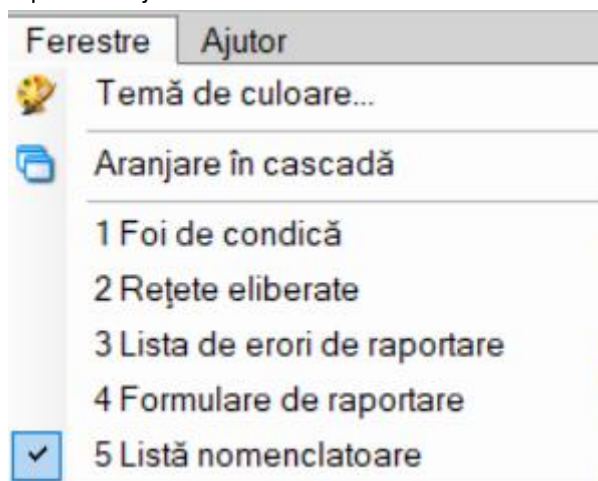 Ferestre Ajutor
Temă de culoare...
Aranjare în cascadă
1 Foi de condică
2 Reţete eliberate
3 Lista de erori de raportare
4 Formulare de raportare
5 Listă nomenclatoare